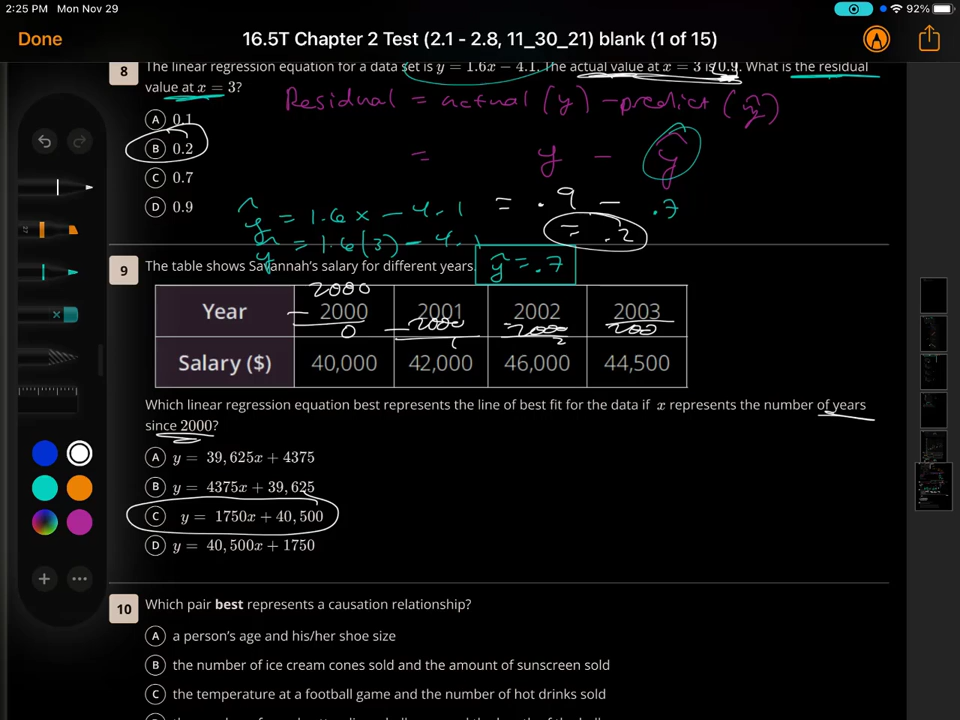 2:25 PM Mon Nov 29
92%
Done
16.5T Chapter 2 Test (2.1 - 2.8, 11_30_21) blank (1 of 15)
8 The linear regression equation for a data set is y = 1.6x − 4.1. The actual value at x = 3 is 0.9. What is the residual
value at x = 3?
Residual = actual (y) - predict (ŷ)
A 0.1
B 0.2
= y - ŷ
C 0.7
D 0.9
ŷ = 1.6x - 4.1
= .9 - .7
ŷ = 1.6(3) - 4.1
= .2
9 The table shows Savannah's salary for different years.
ŷ = .7
2000
Year 2000 2001 2002 2003
- 2000 - 2000
0 1 2
Salary ($) 40,000 42,000 46,000 44,500
Which linear regression equation best represents the line of best fit for the data if x represents the number of years
since 2000?
A y = 39,625x + 4375
B y = 4375x + 39,625
C y = 1750x + 40,500
D y = 40,500x + 1750
10 Which pair best represents a causation relationship?
A a person's age and his/her shoe size
B the number of ice cream cones sold and the amount of sunscreen sold
C the temperature at a football game and the number of hot drinks sold